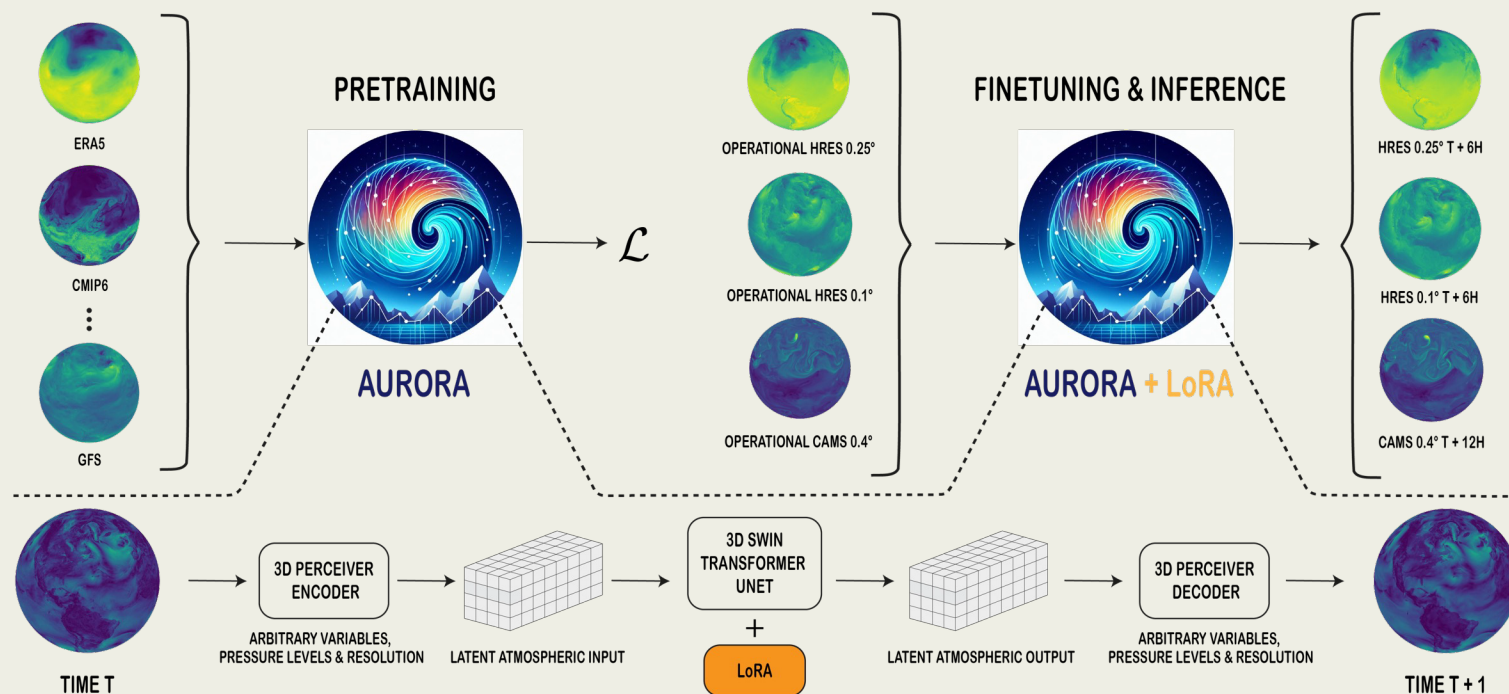 PRETRAINING
ERA5
CMIP6
GFS
AURORA
ℒ
OPERATIONAL HRES 0.25°
OPERATIONAL HRES 0.1°
OPERATIONAL CAMS 0.4°
FINETUNING & INFERENCE
AURORA + LoRA
HRES 0.25° T + 6H
HRES 0.1° T + 6H
CAMS 0.4° T + 12H
TIME T
3D PERCEIVER
ENCODER
ARBITRARY VARIABLES,
PRESSURE LEVELS & RESOLUTION
LATENT ATMOSPHERIC INPUT
3D SWIN
TRANSFORMER
UNET
+
LoRA
LATENT ATMOSPHERIC OUTPUT
3D PERCEIVER
DECODER
ARBITRARY VARIABLES,
PRESSURE LEVELS & RESOLUTION
TIME T + 1